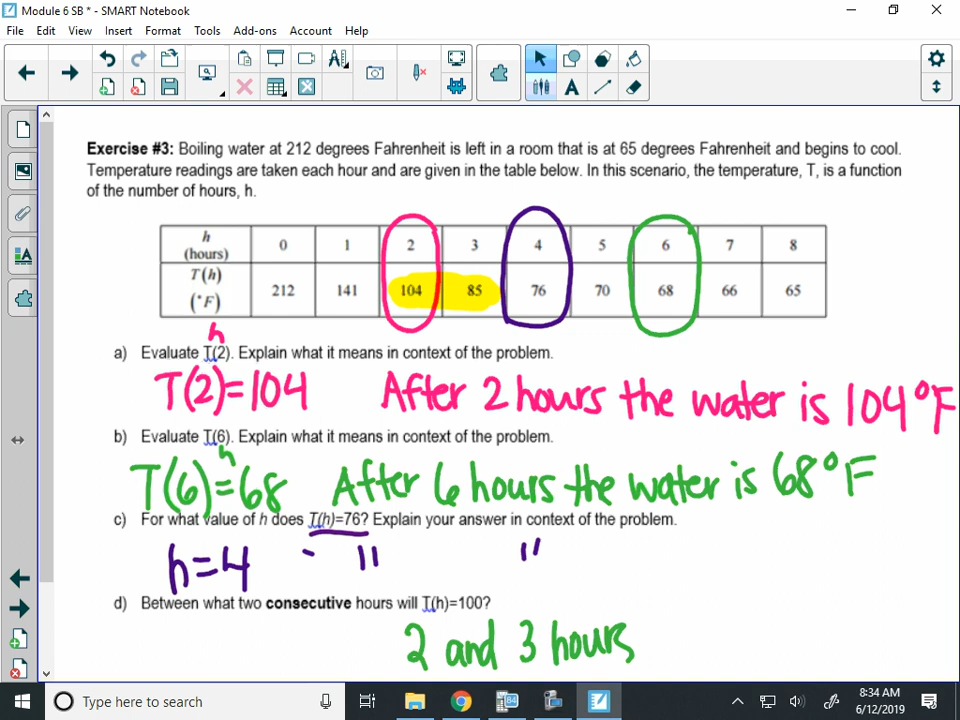 Module 6 SB * - SMART Notebook
File Edit View Insert Format Tools Add-ons Account Help
Exercise #3: Boiling water at 212 degrees Fahrenheit is left in a room that is at 65 degrees Fahrenheit and begins to cool.
Temperature readings are taken each hour and are given in the table below. In this scenario, the temperature, T, is a function
of the number of hours, h.
h (hours) 0 1 2 3 4 5 6 7 8
T(h) (°F) 212 141 104 85 76 70 68 66 65
h
a) Evaluate T(2). Explain what it means in context of the problem.
T(2)=104 After 2 hours the water is 104°F
b) Evaluate T(6). Explain what it means in context of the problem.
h
T(6)=68 After 6 hours the water is 68°F
c) For what value of h does T(h)=76? Explain your answer in context of the problem.
h=4 " "
d) Between what two consecutive hours will T(h)=100?
2 and 3 hours
Type here to search
8:34 AM
6/12/2019